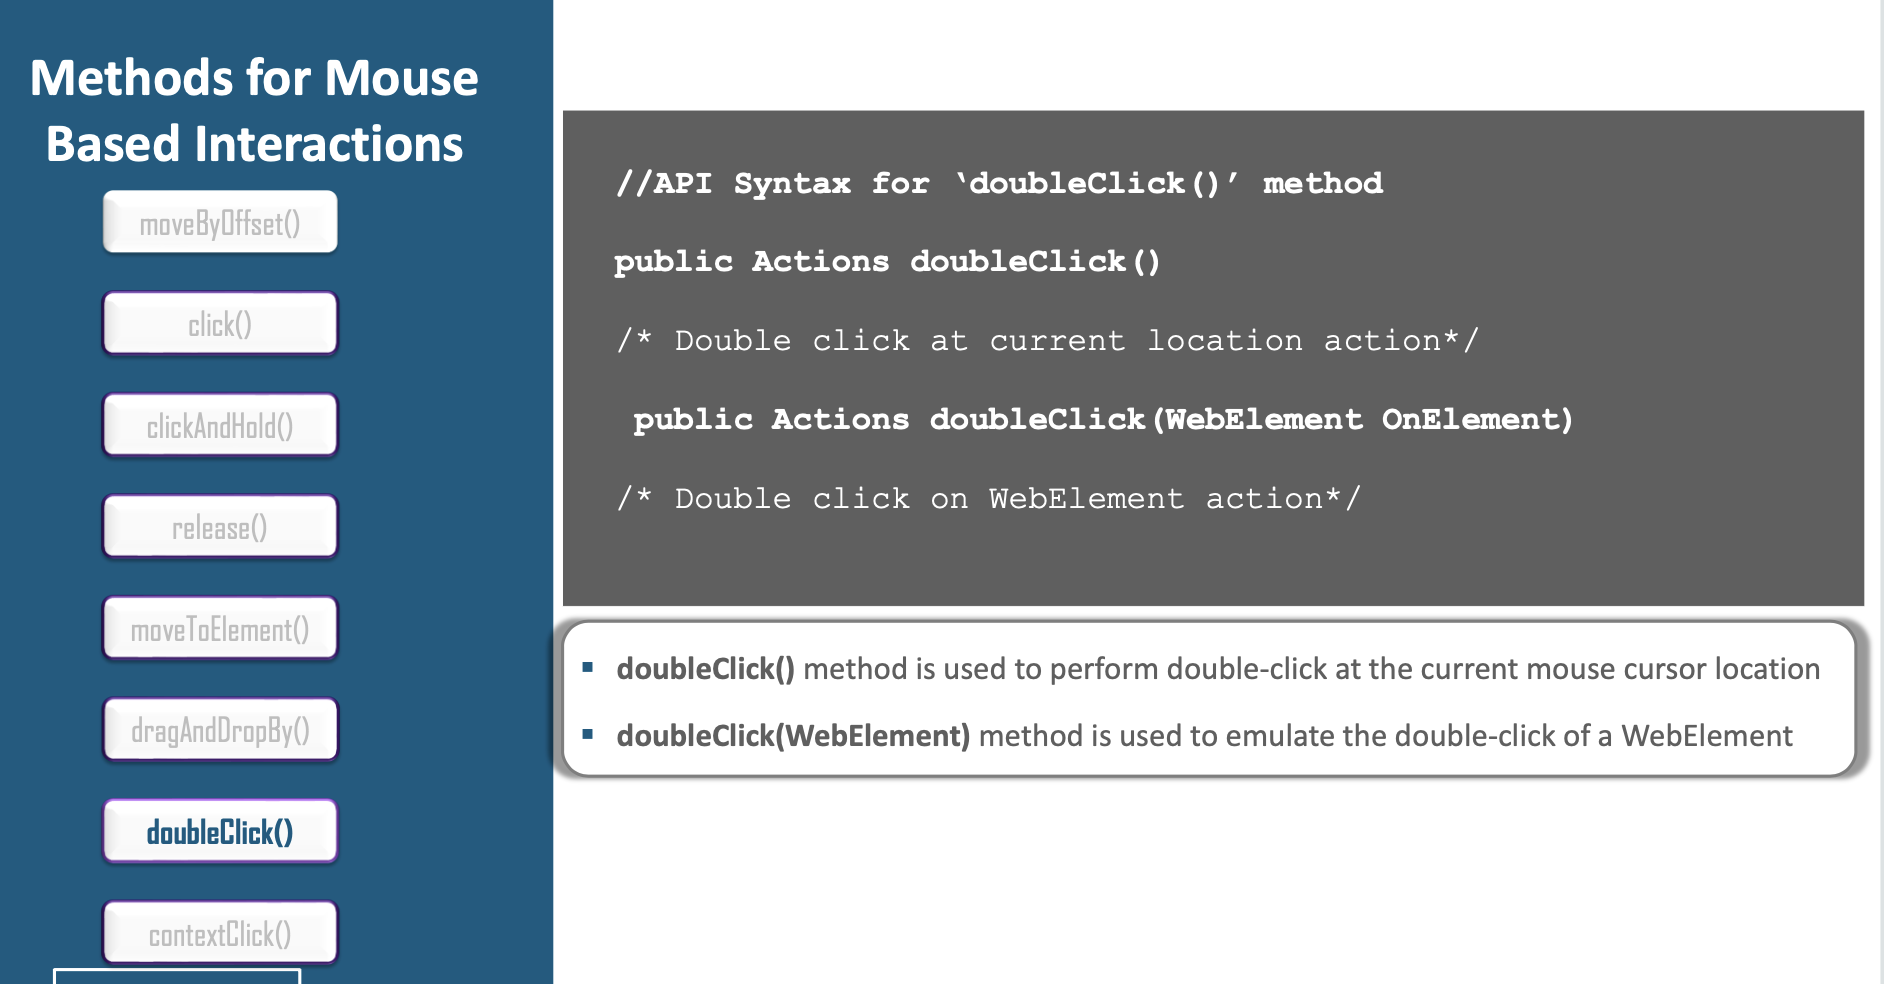 Methods for Mouse
Based Interactions
moveByOffset()
click()
clickAndHold()
release()
moveToElement()
dragAndDropBy()
doubleClick()
contextClick()
//API Syntax for ‘doubleClick()’ method
public Actions doubleClick()
/* Double click at current location action*/
public Actions doubleClick(WebElement OnElement)
/* Double click on WebElement action*/
▪ doubleClick() method is used to perform double-click at the current mouse cursor location
▪ doubleClick(WebElement) method is used to emulate the double-click of a WebElement